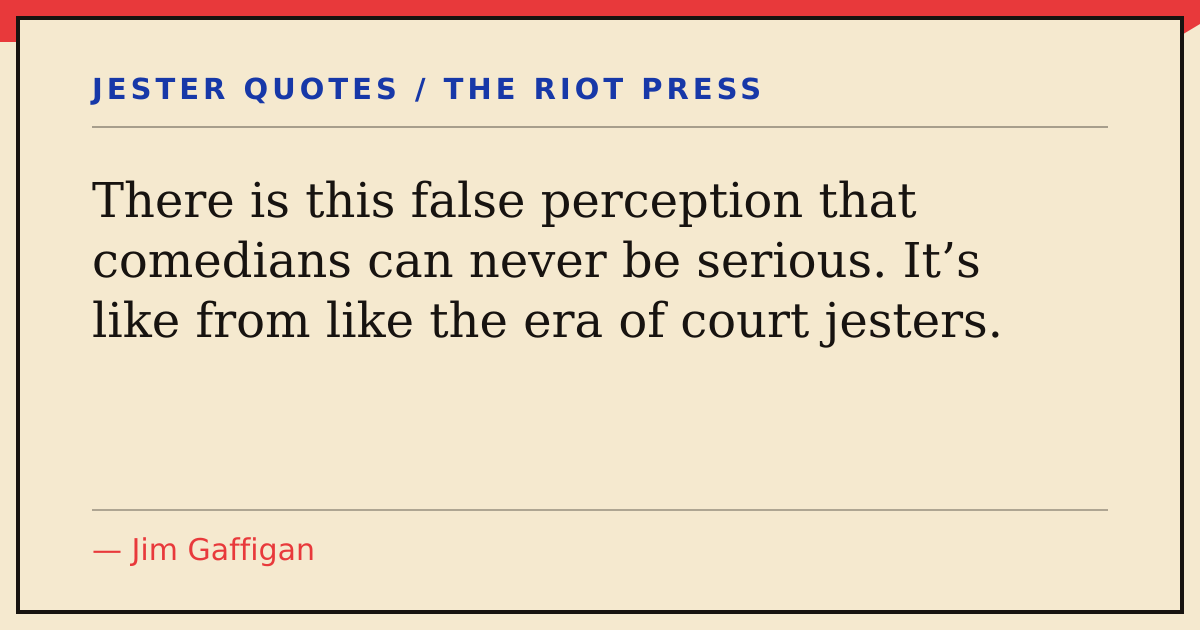 JESTER QUOTES / THE RIOT PRESS
There is this false perception that
comedians can never be serious. It’s
like from like the era of court jesters.
— Jim Gaffigan